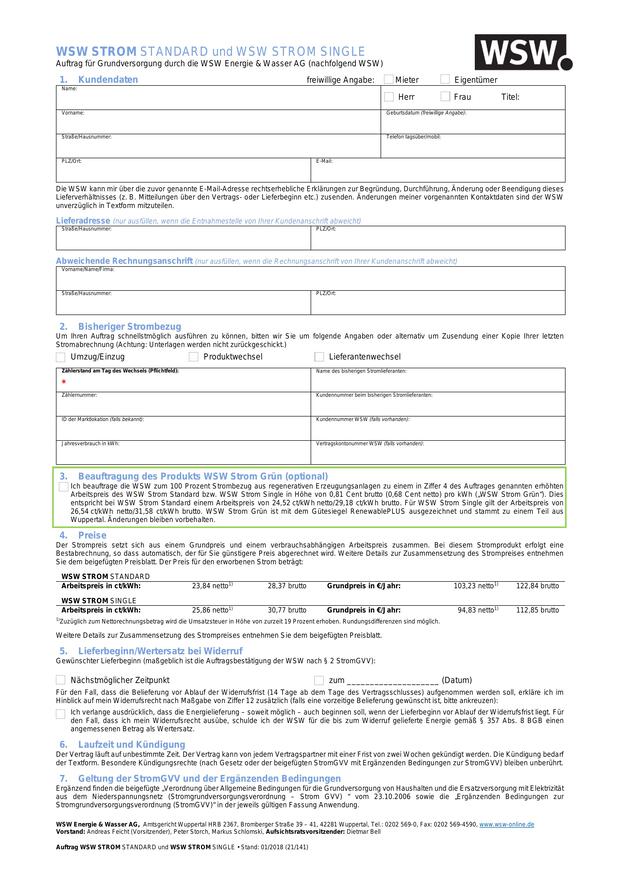 WSW STROM STANDARD und WSW STROM SINGLE
Auftrag für Grundversorgung durch die WSW Energie & Wasser AG (nachfolgend WSW)
WSW.
1. Kundendaten
freiwillige Angabe: Mieter Eigentümer
Name:
Herr Frau Titel:
Vorname:
Geburtsdatum (freiwillige Angabe):
Straße/Hausnummer:
Telefon tagsüber/mobil:
PLZ/Ort:
E-Mail:
Die WSW kann mir über die zuvor genannte E-Mail-Adresse rechtserhebliche Erklärungen zur Begründung, Durchführung, Änderung oder Beendigung dieses
Lieferverhältnisses (z. B. Mitteilungen über den Vertrags- oder Lieferbeginn etc.) zusenden. Änderungen meiner vorgenannten Kontaktdaten sind der WSW
unverzüglich in Textform mitzuteilen.
Lieferadresse (nur ausfüllen, wenn die Entnahmestelle von Ihrer Kundenanschrift abweicht)
Straße/Hausnummer:
PLZ/Ort:
Abweichende Rechnungsanschrift (nur ausfüllen, wenn die Rechnungsanschrift von Ihrer Kundenanschrift abweicht)
Vorname/Name/Firma:
Straße/Hausnummer:
PLZ/Ort:
2. Bisheriger Strombezug
Um Ihren Auftrag schnellstmöglich ausführen zu können, bitten wir Sie um folgende Angaben oder alternativ um Zusendung einer Kopie Ihrer letzten
Stromabrechnung (Achtung: Unterlagen werden nicht zurückgeschickt.)
Umzug/Einzug Produktwechsel Lieferantenwechsel
Zählerstand am Tag des Wechsels (Pflichtfeld):
*
Name des bisherigen Stromlieferanten:
Zählernummer:
Kundennummer beim bisherigen Stromlieferanten:
ID der Marktlokation (falls bekannt):
Kundennummer WSW (falls vorhanden):
Jahresverbrauch in kWh:
Vertragskontonummer WSW (falls vorhanden):
3. Beauftragung des Produkts WSW Strom Grün (optional)
Ich beauftrage die WSW zum 100 Prozent Strombezug aus regenerativen Erzeugungsanlagen zu einem in Ziffer 4 des Auftrages genannten erhöhten
Arbeitspreis des WSW Strom Standard bzw. WSW Strom Single in Höhe von 0,81 Cent brutto (0,68 Cent netto) pro kWh („WSW Strom Grün“). Dies
entspricht bei WSW Strom Standard einem Arbeitspreis von 24,52 ct/kWh netto/29,18 ct/kWh brutto. Für WSW Strom Single gilt der Arbeitspreis von
26,54 ct/kWh netto/31,58 ct/kWh brutto. WSW Strom Grün ist mit dem Gütesiegel RenewablePLUS ausgezeichnet und stammt zu einem Teil aus
Wuppertal. Änderungen bleiben vorbehalten.
4. Preise
Der Strompreis setzt sich aus einem Grundpreis und einem verbrauchsabhängigen Arbeitspreis zusammen. Bei diesem Stromprodukt erfolgt eine
Bestabrechnung, so dass automatisch, der für Sie günstigere Preis abgerechnet wird. Weitere Details zur Zusammensetzung des Strompreises entnehmen
Sie dem beigefügten Preisblatt. Der Preis für den erworbenen Strom beträgt:
WSW STROM STANDARD
Arbeitspreis in ct/kWh: 23,84 netto1) 28,37 brutto Grundpreis in €/Jahr: 103,23 netto1) 122,84 brutto
WSW STROM SINGLE
Arbeitspreis in ct/kWh: 25,86 netto1) 30,77 brutto Grundpreis in €/Jahr: 94,83 netto1) 112,85 brutto
1)Zuzüglich zum Nettorechnungsbetrag wird die Umsatzsteuer in Höhe von zurzeit 19 Prozent erhoben. Rundungsdifferenzen sind möglich.
Weitere Details zur Zusammensetzung des Strompreises entnehmen Sie dem beigefügten Preisblatt.
5. Lieferbeginn/Wertersatz bei Widerruf
Gewünschter Lieferbeginn (maßgeblich ist die Auftragsbestätigung der WSW nach § 2 StromGVV):
Nächstmöglicher Zeitpunkt zum ____________________ (Datum)
Für den Fall, dass die Belieferung vor Ablauf der Widerrufsfrist (14 Tage ab dem Tages des Vertragsschlusses) aufgenommen werden soll, erkläre ich im
Hinblick auf mein Widerrufsrecht nach Maßgabe von Ziffer 12 zusätzlich (falls eine vorzeitige Belieferung gewünscht ist, bitte ankreuzen):
Ich verlange ausdrücklich, dass die Energielieferung – soweit möglich – auch beginnen soll, wenn der Lieferbeginn vor Ablauf der Widerrufsfrist liegt. Für
den Fall, dass ich mein Widerrufsrecht ausübe, schulde ich der WSW für die bis zum Widerruf gelieferte Energie gemäß § 357 Abs. 8 BGB einen
angemessenen Betrag als Wertersatz.
6. Laufzeit und Kündigung
Der Vertrag läuft auf unbestimmte Zeit. Der Vertrag kann von jedem Vertragspartner mit einer Frist von zwei Wochen gekündigt werden. Die Kündigung bedarf
der Textform. Besondere Kündigungsrechte (nach Gesetz oder der beigefügten StromGVV mit Ergänzenden Bedingungen zur StromGVV) bleiben unberührt.
7. Geltung der StromGVV und der Ergänzenden Bedingungen
Ergänzend finden die beigefügte „Verordnung über Allgemeine Bedingungen für die Grundversorgung von Haushalten und die Ersatzversorgung mit Elektrizität
aus dem Niederspannungsnetz (Stromgrundversorgungsverordnung – StromGVV) “ vom 23.10.2006 sowie die „Ergänzenden Bedingungen zur
Stromgrundversorgungsverordnung (StromGVV)“ in der jeweils gültigen Fassung Anwendung.
WSW Energie & Wasser AG, Amtsgericht Wuppertal HRB 2367, Bromberger Straße 39 – 41, 42281 Wuppertal, Tel.: 0202 569-0, Fax: 0202 569-4590, www.wsw-online.de
Vorstand: Andreas Feicht (Vorsitzender), Peter Storch, Markus Schlomski, Aufsichtsratsvorsitzender: Dietmar Bell
Auftrag WSW STROM STANDARD und WSW STROM SINGLE • Stand: 01/2018 (21/141)